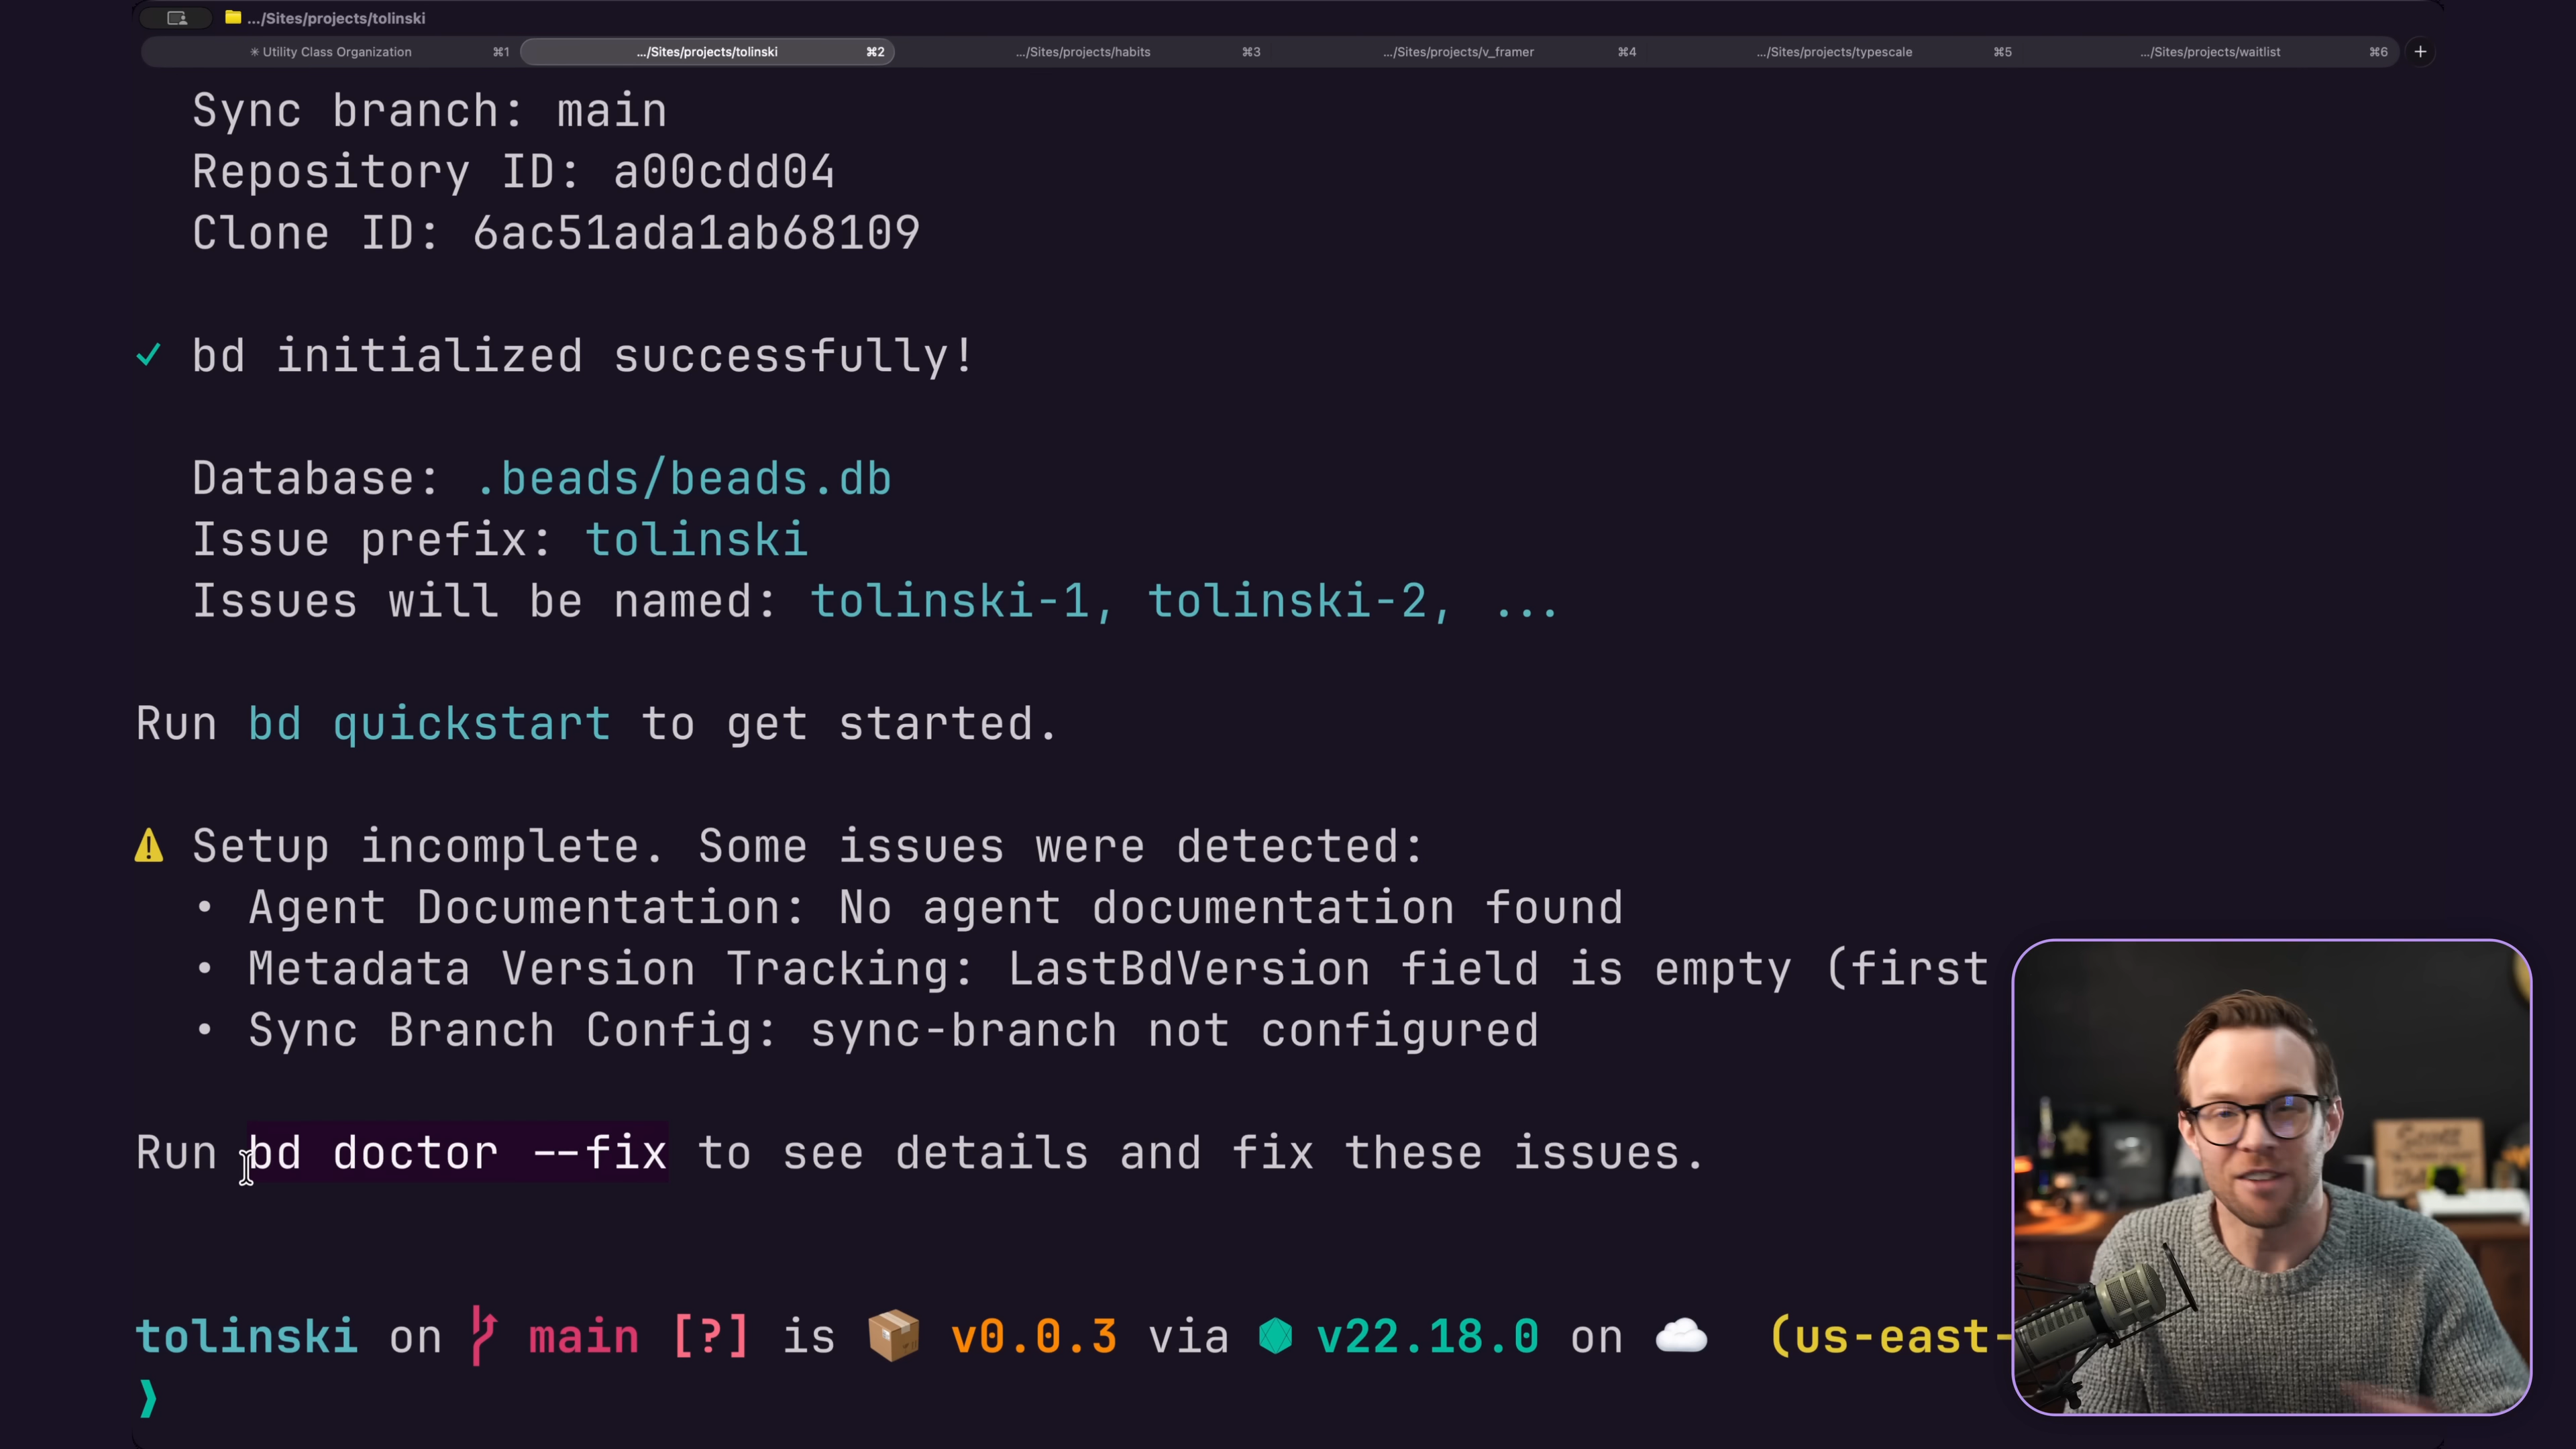 .../Sites/projects/tolinski
✳ Utility Class Organization ⌘1 .../Sites/projects/tolinski ⌘2 .../Sites/projects/habits ⌘3 .../Sites/projects/v_framer ⌘4 .../Sites/projects/typescale ⌘5 .../Sites/projects/waitlist ⌘6 +
Sync branch: main
Repository ID: a00cdd04
Clone ID: 6ac51ada1ab68109
✓ bd initialized successfully!
Database: .beads/beads.db
Issue prefix: tolinski
Issues will be named: tolinski-1, tolinski-2, ...
Run bd quickstart to get started.
⚠ Setup incomplete. Some issues were detected:
• Agent Documentation: No agent documentation found
• Metadata Version Tracking: LastBdVersion field is empty (first
• Sync Branch Config: sync-branch not configured
Run bd doctor --fix to see details and fix these issues.
tolinski on main [?] is 📦 v0.0.3 via ⬢ v22.18.0 on ☁️ (us-east-
❯